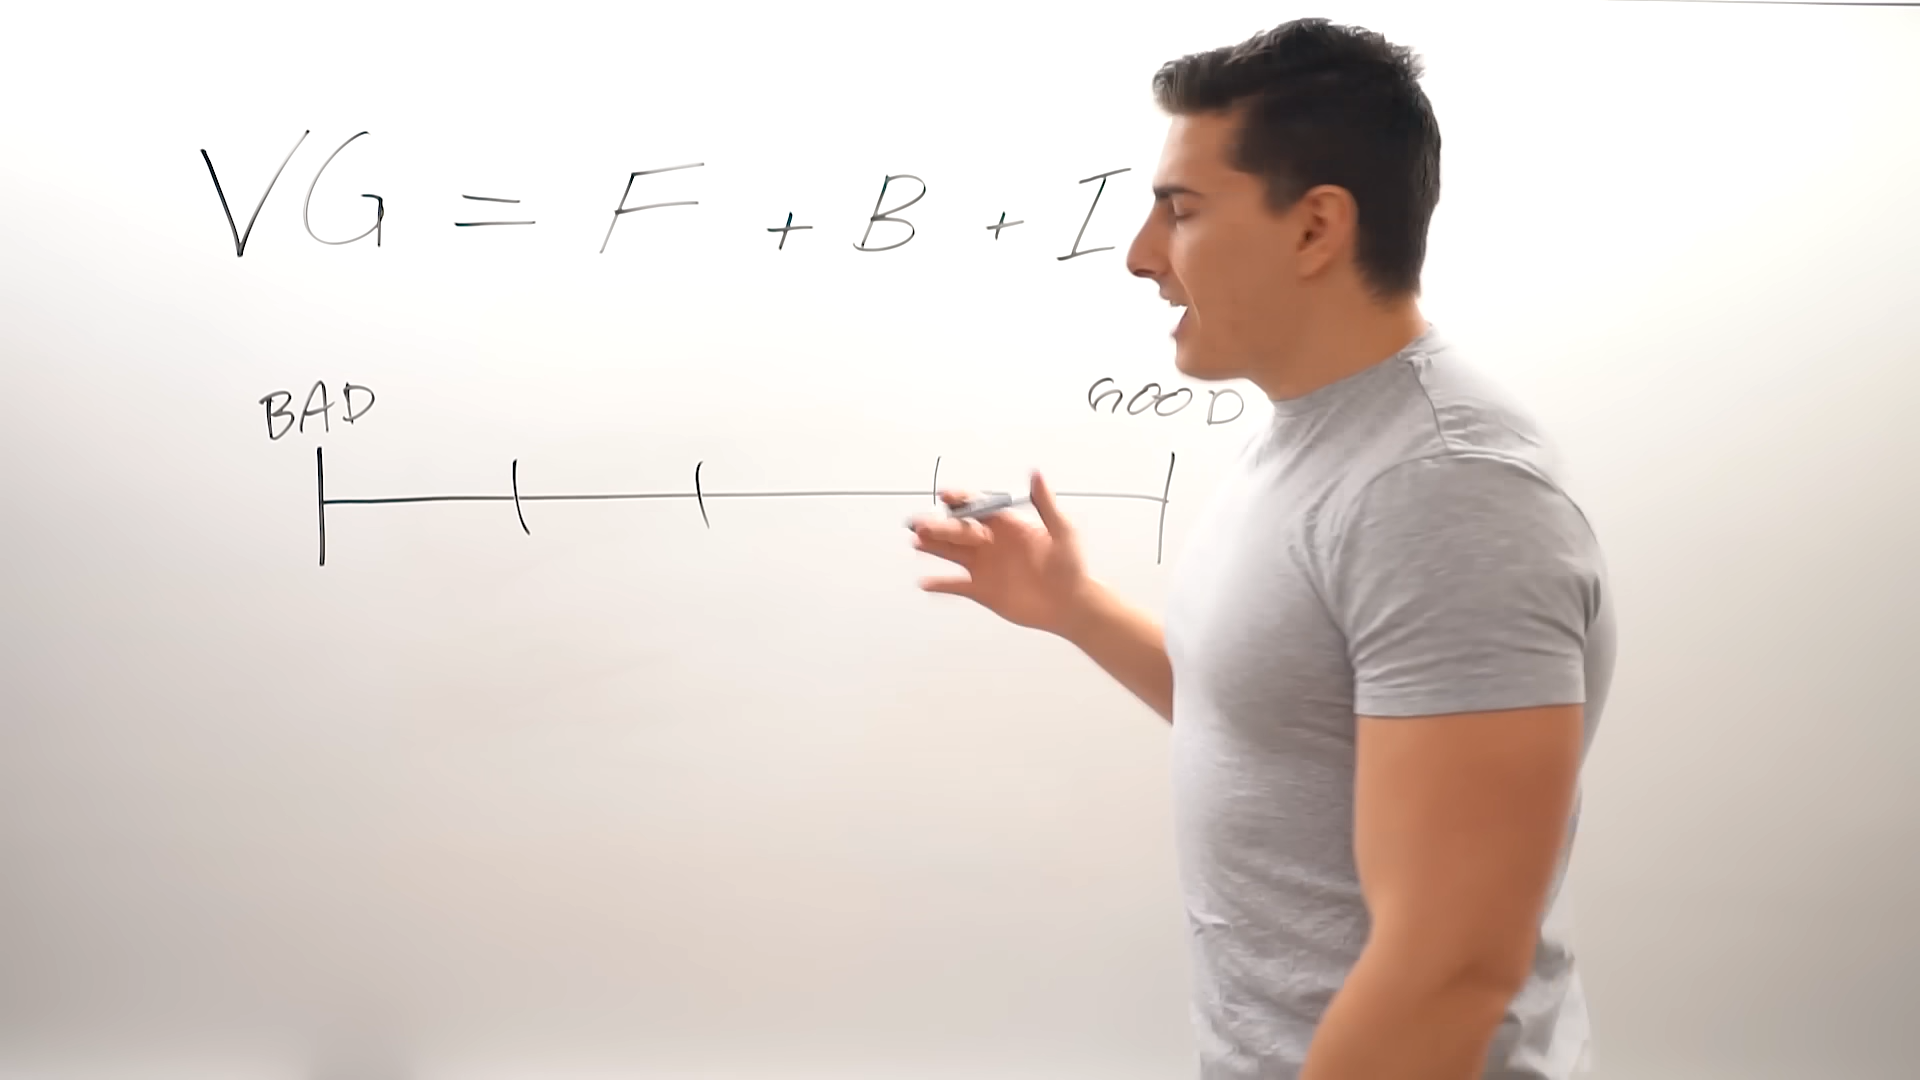 VG = F + B + I
BAD GOOD